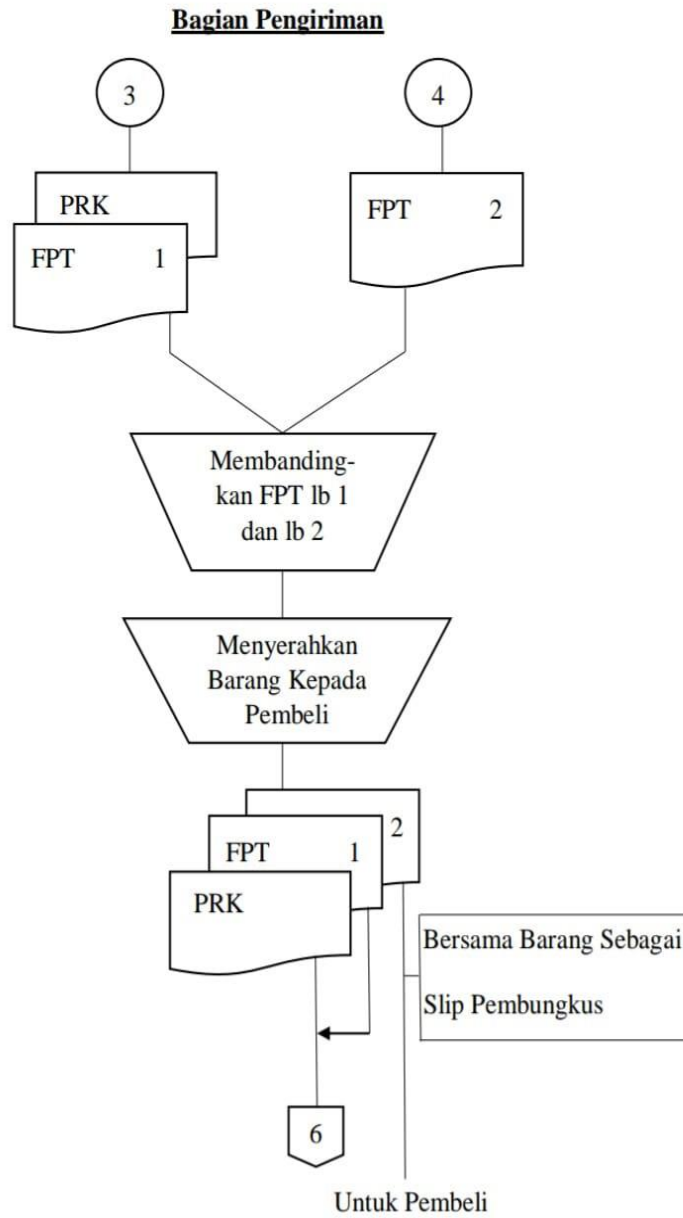 Bagian Pengiriman
3
4
PRK
FPT 1
FPT 2
Membanding-
kan FPT lb 1
dan lb 2
Menyerahkan
Barang Kepada
Pembeli
2
FPT 1
PRK
Bersama Barang Sebagai
Slip Pembungkus
6
Untuk Pembeli